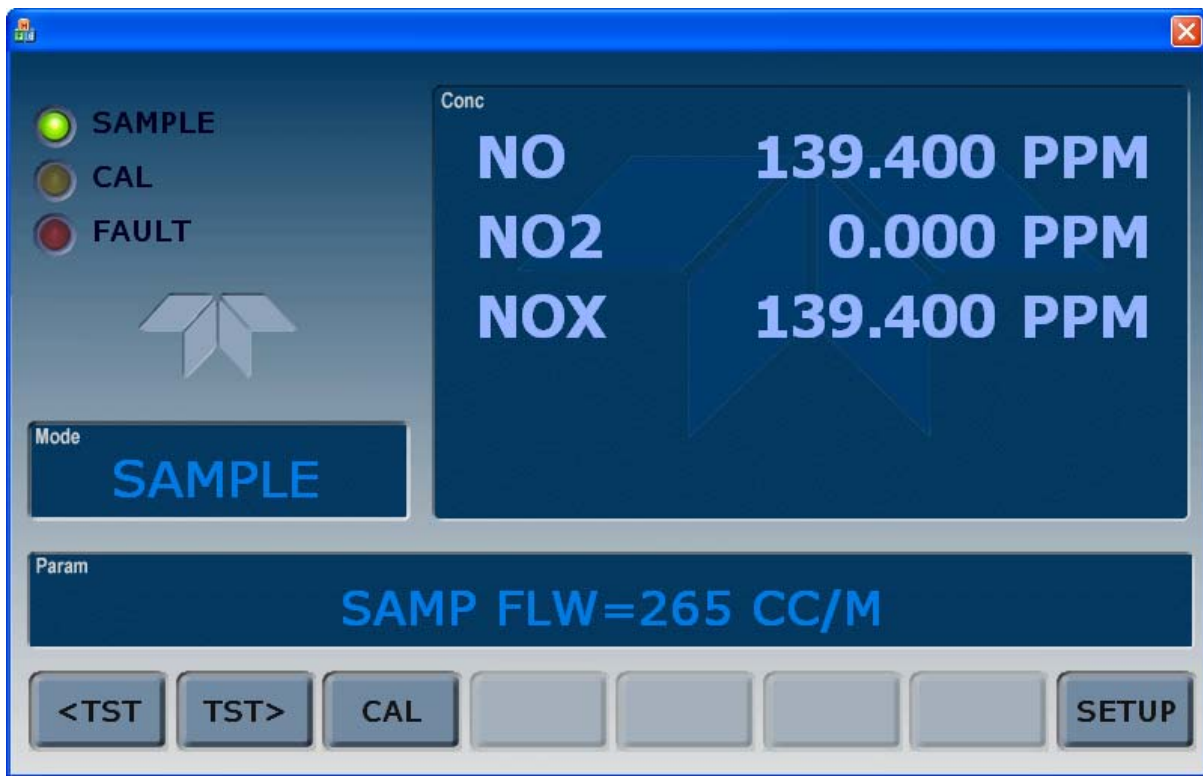 SAMPLE
CAL
FAULT
Conc
NO 139.400 PPM
NO2 0.000 PPM
NOX 139.400 PPM
Mode
SAMPLE
Param
SAMP FLW=265 CC/M
<TST TST> CAL SETUP